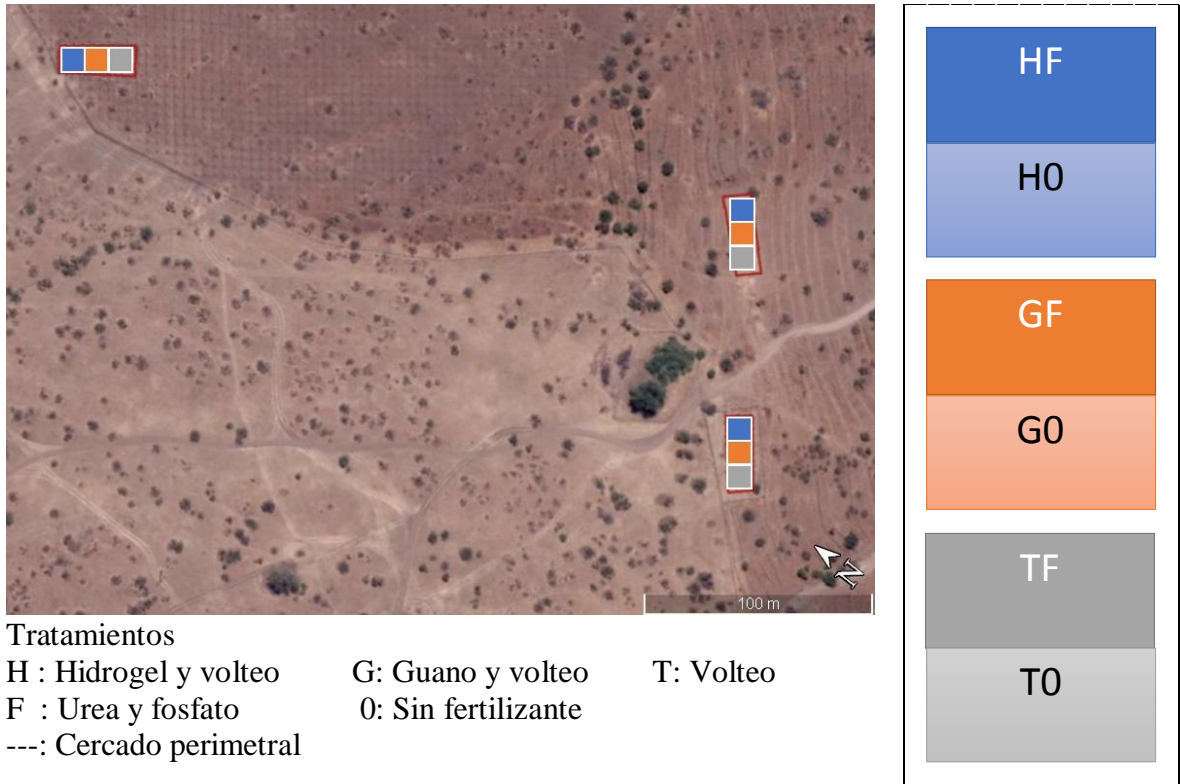 HF
H0
GF
G0
TF
T0
N
100 m
Tratamientos
H : Hidrogel y volteo G: Guano y volteo T: Volteo
F : Urea y fosfato 0: Sin fertilizante
---: Cercado perimetral